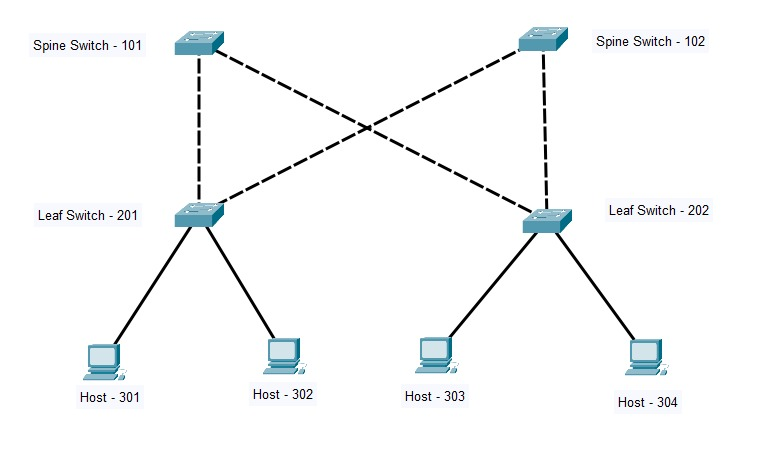 Spine Switch - 101
Spine Switch - 102
Leaf Switch - 201
Leaf Switch - 202
Host - 301
Host - 302
Host - 303
Host - 304